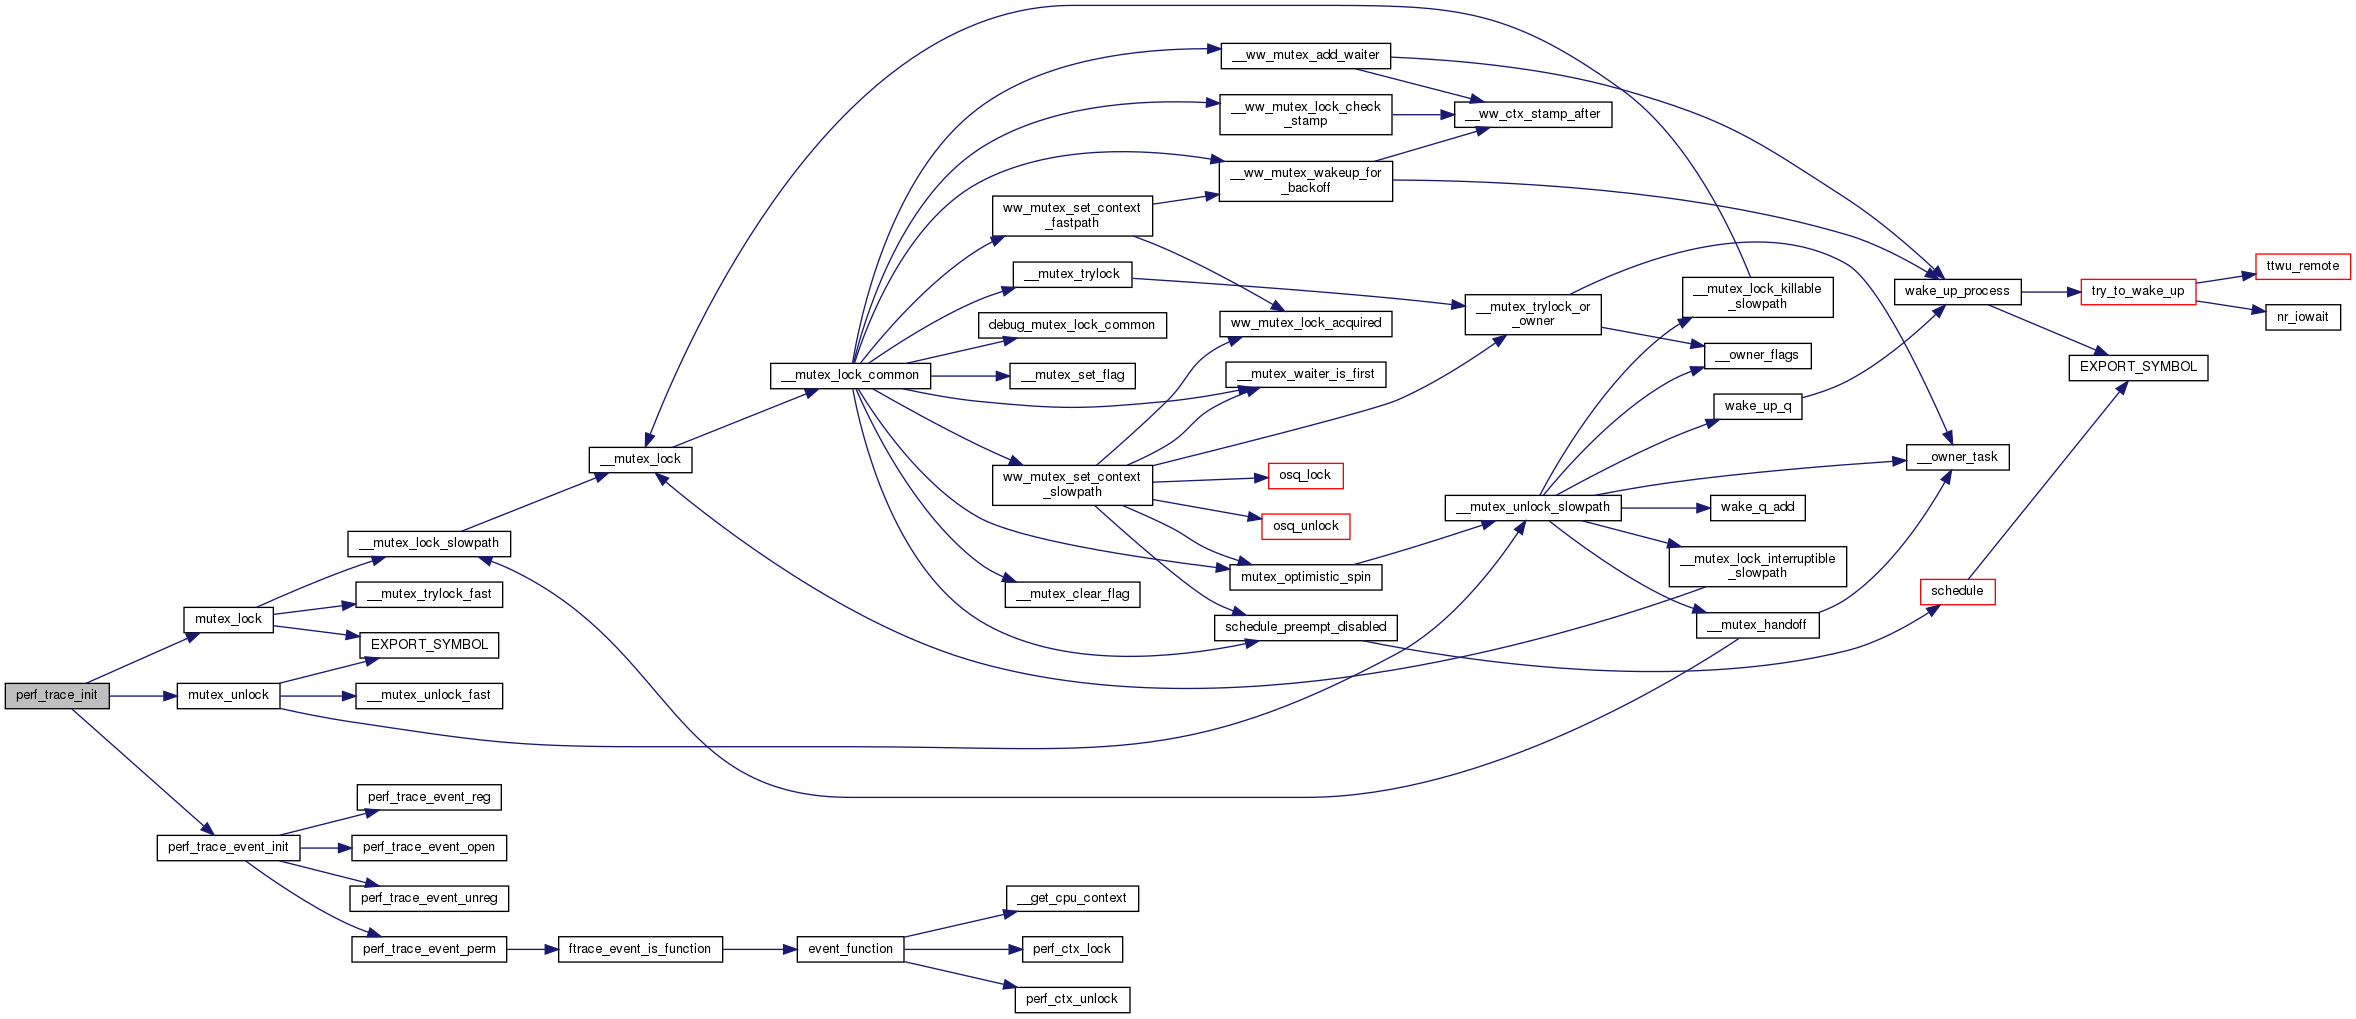 __ww_mutex_add_waiter
__ww_mutex_lock_check
_stamp
__ww_ctx_stamp_after
__ww_mutex_wakeup_for
_backoff
ww_mutex_set_context
_fastpath
__mutex_trylock
ttwu_remote
__mutex_lock_killable
_slowpath
wake_up_process
try_to_wake_up
__mutex_trylock_or
_owner
nr_iowait
debug_mutex_lock_common
ww_mutex_lock_acquired
__owner_flags
EXPORT_SYMBOL
__mutex_lock_common
__mutex_set_flag
__mutex_waiter_is_first
wake_up_q
__mutex_lock
__owner_task
ww_mutex_set_context
_slowpath
osq_lock
__mutex_unlock_slowpath
wake_q_add
osq_unlock
__mutex_lock_slowpath
__mutex_lock_interruptible
_slowpath
mutex_optimistic_spin
__mutex_trylock_fast
__mutex_clear_flag
schedule
mutex_lock
schedule_preempt_disabled
__mutex_handoff
EXPORT_SYMBOL
perf_trace_init
mutex_unlock
__mutex_unlock_fast
perf_trace_event_reg
perf_trace_event_init
perf_trace_event_open
perf_trace_event_unreg
__get_cpu_context
perf_trace_event_perm
ftrace_event_is_function
event_function
perf_ctx_lock
perf_ctx_unlock